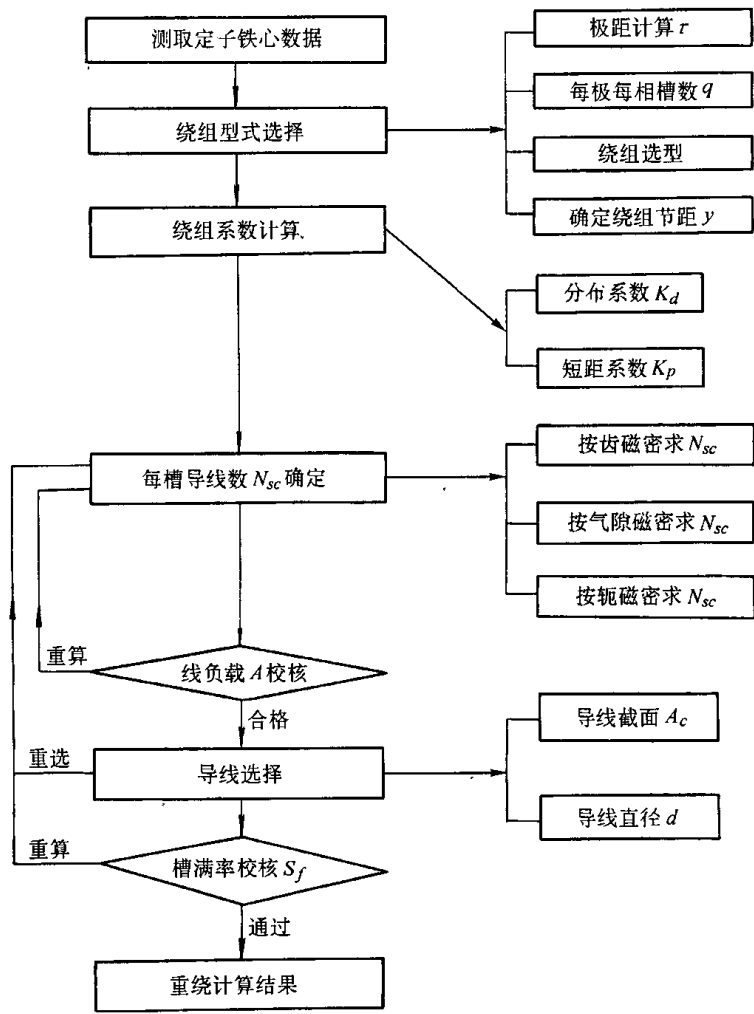 测取定子铁心数据
极距计算 τ
每极每相槽数 q
绕组型式选择
绕组选型
确定绕组节距 y
绕组系数计算
分布系数 K_d
短距系数 K_p
每槽导线数 N_sc 确定
按齿磁密求 N_sc
按气隙磁密求 N_sc
按轭磁密求 N_sc
重算
线负载 A 校核
合格
导线截面 A_c
重选
导线选择
导线直径 d
重算
槽满率校核 S_f
通过
重绕计算结果